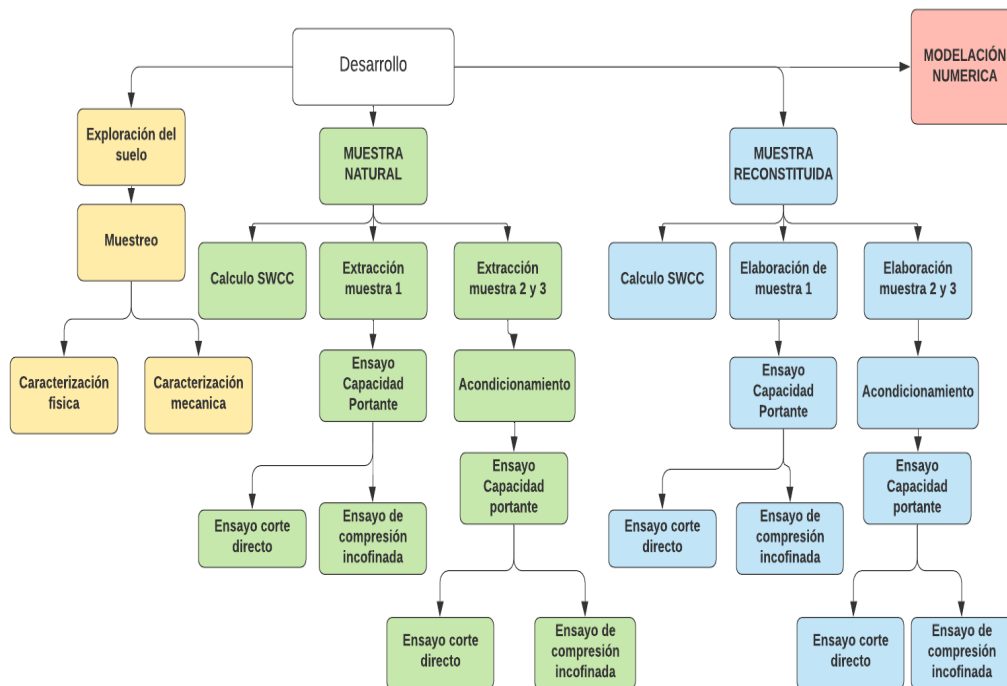 Desarrollo
MODELACIÓN
NUMERICA
Exploración del
suelo
MUESTRA
NATURAL
MUESTRA
RECONSTITUIDA
Muestreo
Calculo SWCC
Extracción
muestra 1
Extracción
muestra 2 y 3
Calculo SWCC
Elaboración de
muestra 1
Elaboración
muestra 2 y 3
Caracterización
fisica
Caracterización
mecanica
Ensayo
Capacidad
Portante
Acondicionamiento
Ensayo
Capacidad
Portante
Acondicionamiento
Ensayo
Capacidad
portante
Ensayo
Capacidad
portante
Ensayo corte
directo
Ensayo de
compresión
incofinada
Ensayo corte
directo
Ensayo de
compresión
incofinada
Ensayo corte
directo
Ensayo de
compresión
incofinada
Ensayo corte
directo
Ensayo de
compresión
incofinada